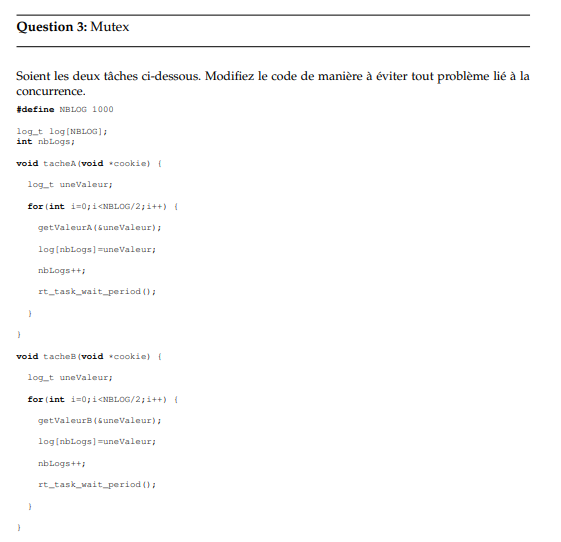 Question 3: Mutex
Soient les deux tâches ci-dessous. Modifiez le code de manière à éviter tout problème lié à la
concurrence.
#define NBLOG 1000
log_t log[NBLOG];
int nbLogs;
void tacheA(void *cookie) {
log_t uneValeur;
for(int i=0;i<NBLOG/2;i++) {
getValeurA(&uneValeur);
log[nbLogs]=uneValeur;
nbLogs++;
rt_task_wait_period();
}
}
void tacheB(void *cookie) {
log_t uneValeur;
for(int i=0;i<NBLOG/2;i++) {
getValeurB(&uneValeur);
log[nbLogs]=uneValeur;
nbLogs++;
rt_task_wait_period();
}
}